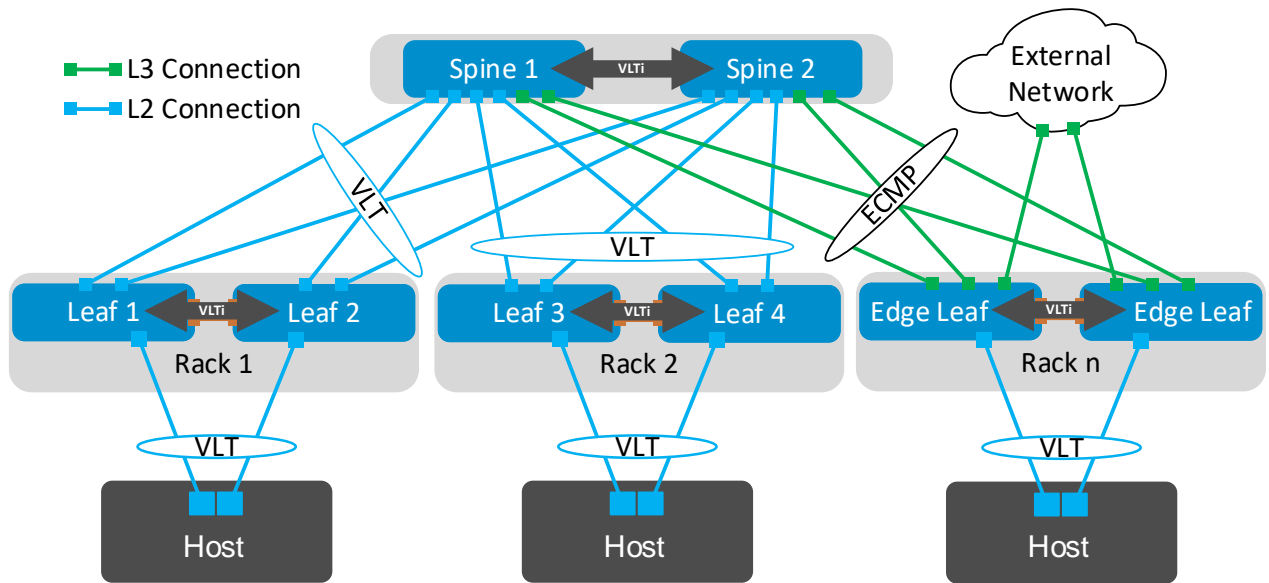 L3 Connection
L2 Connection
Spine 1
VLTi
Spine 2
External
Network
VLT
VLT
ECMP
Leaf 1
VLTi
Leaf 2
Rack 1
Leaf 3
VLTi
Leaf 4
Rack 2
Edge Leaf
VLTi
Edge Leaf
Rack n
VLT
VLT
VLT
Host
Host
Host